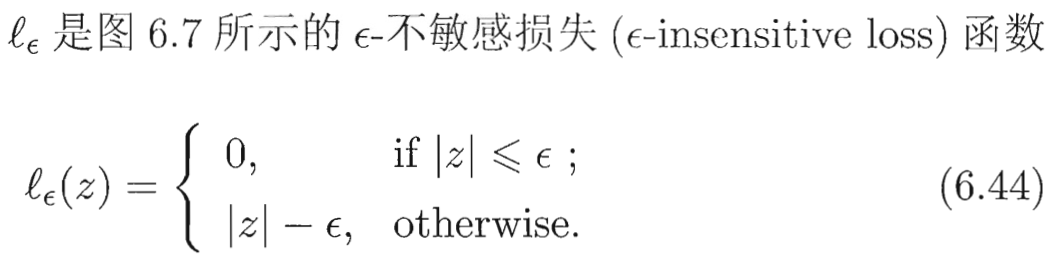 ℓ_ϵ 是图 6.7 所示的 ϵ-不敏感损失 (ϵ-insensitive loss) 函数
ℓ_ϵ(z) = { 0, if |z| ⩽ ϵ ; (6.44)
|z| − ϵ, otherwise.